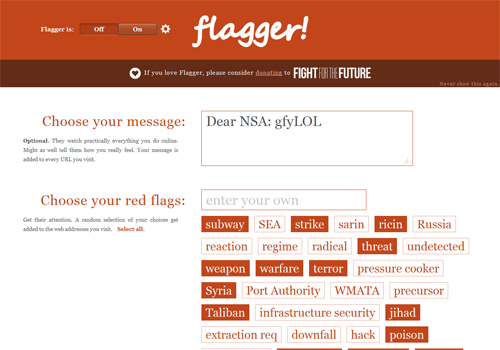 Flagger is: Off On
flagger!
If you love Flagger, please consider donating to FIGHT FOR THE FUTURE
Never show this again
Choose your message:
Optional. They watch practically everything you do online.
Might as well tell them how you really feel. Your message
is added to every URL you visit.
Dear NSA: gfyLOL
Choose your red flags:
Get their attention. A random selection of your choices get
added to the web addresses you visit. Select all.
enter your own
subway SEA strike sarin ricin Russia
reaction regime radical threat undetected
weapon warfare terror pressure cooker
Syria Port Authority WMATA precursor
Taliban infrastructure security jihad
extraction req downfall hack poison